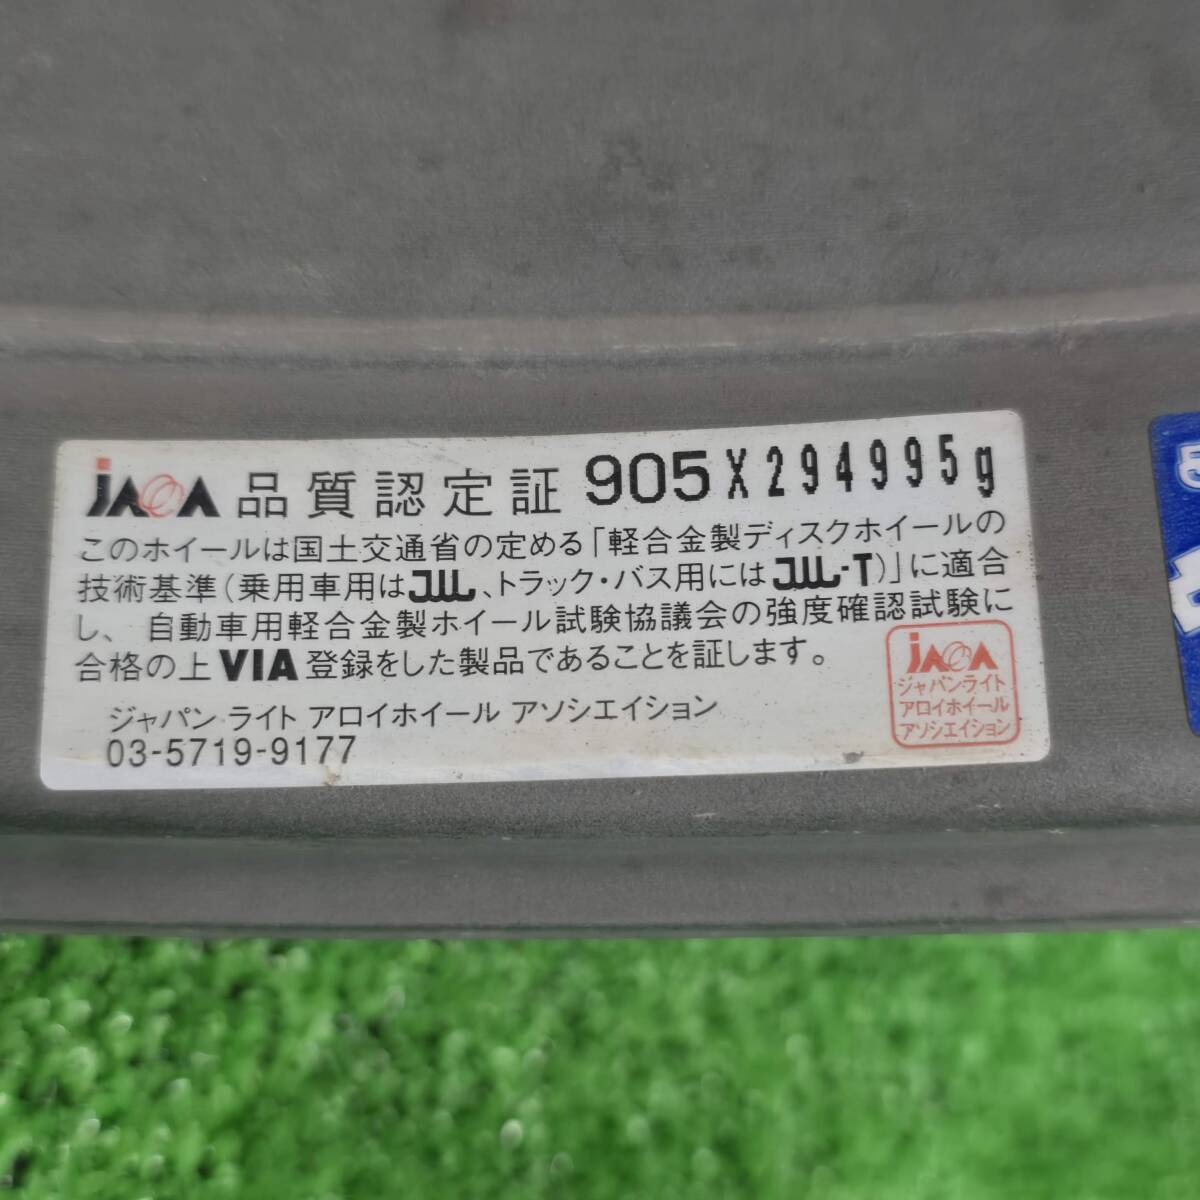 JAWA 品質認定証 905X294995g
このホイールは国土交通省の定める「軽合金製ディスクホイールの
技術基準(乗用車用はJWL、トラック・バス用にはJWL-T)」に適合
し、自動車用軽合金製ホイール試験協議会の強度確認試験に
合格の上VIA登録をした製品であることを証します。
ジャパン ライト アロイホイール アソシエイション
03-5719-9177
JAWA
ジャパンライト
アロイホイール
アソシエイション